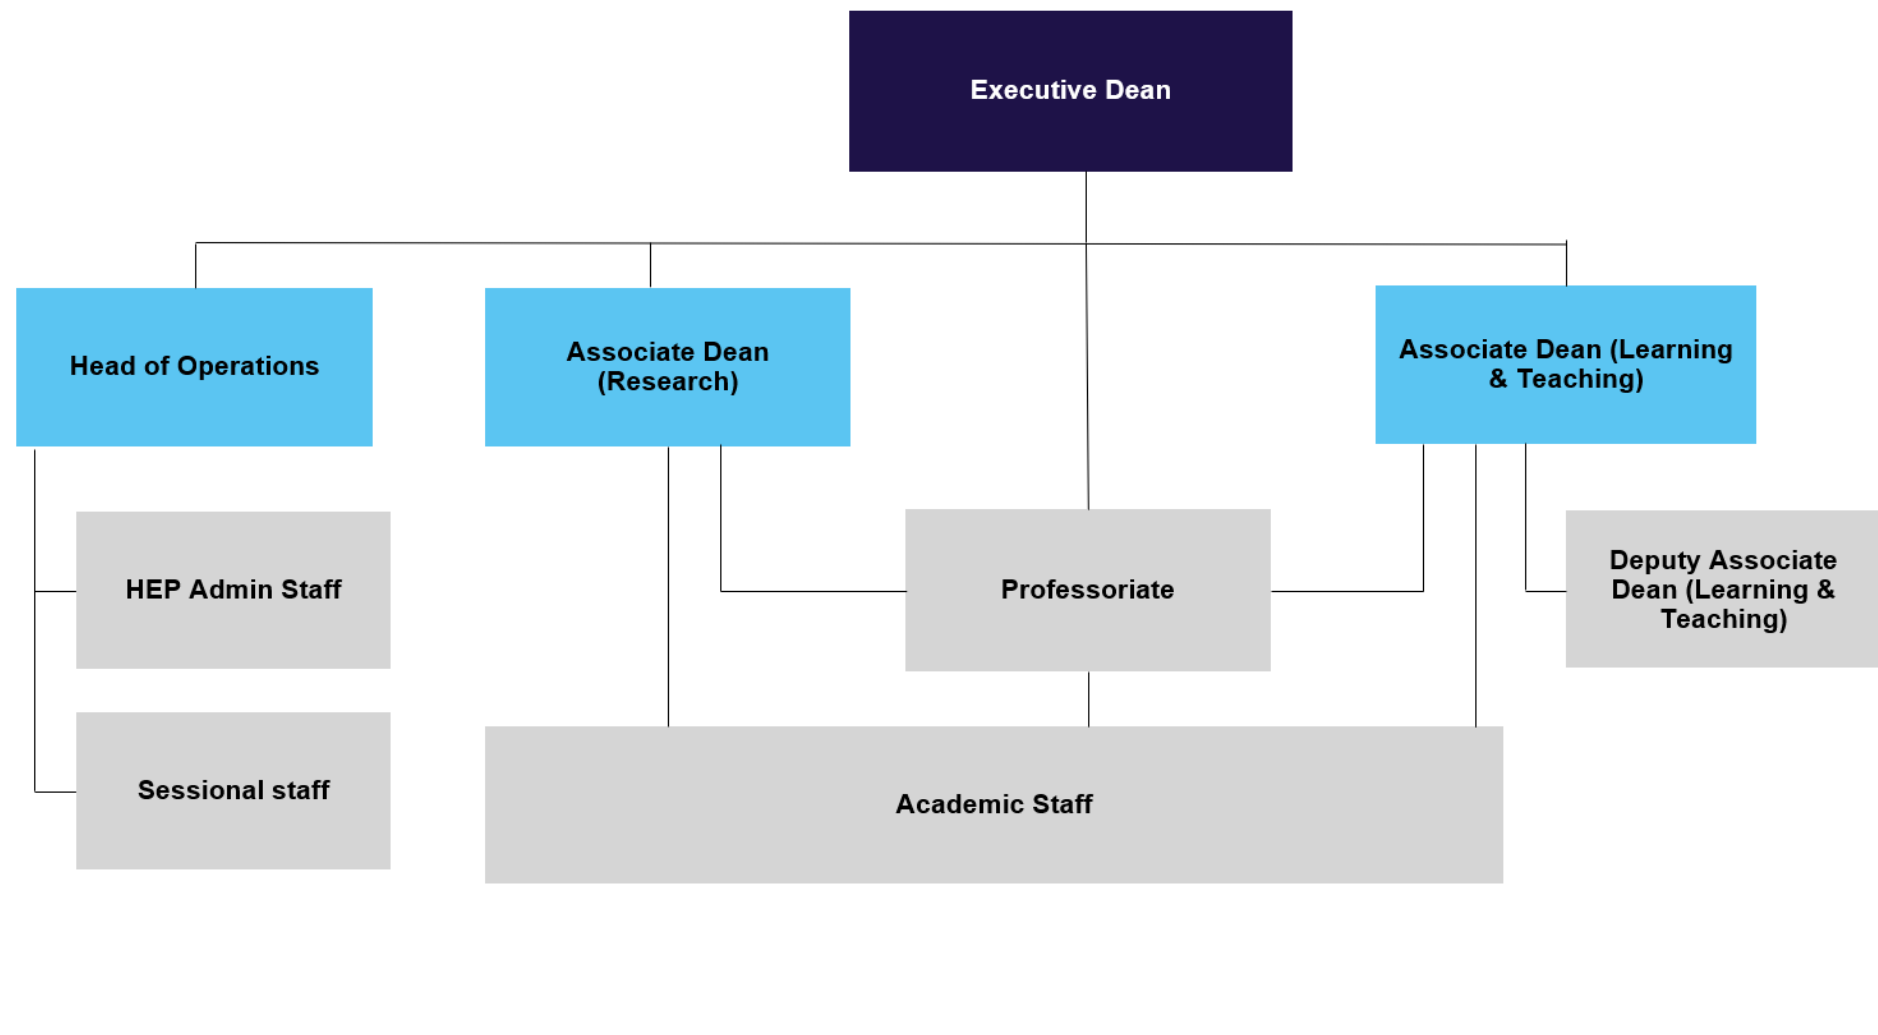 Executive Dean
Head of Operations
Associate Dean
(Research)
Associate Dean (Learning
& Teaching)
HEP Admin Staff
Professoriate
Deputy Associate
Dean (Learning &
Teaching)
Sessional staff
Academic Staff